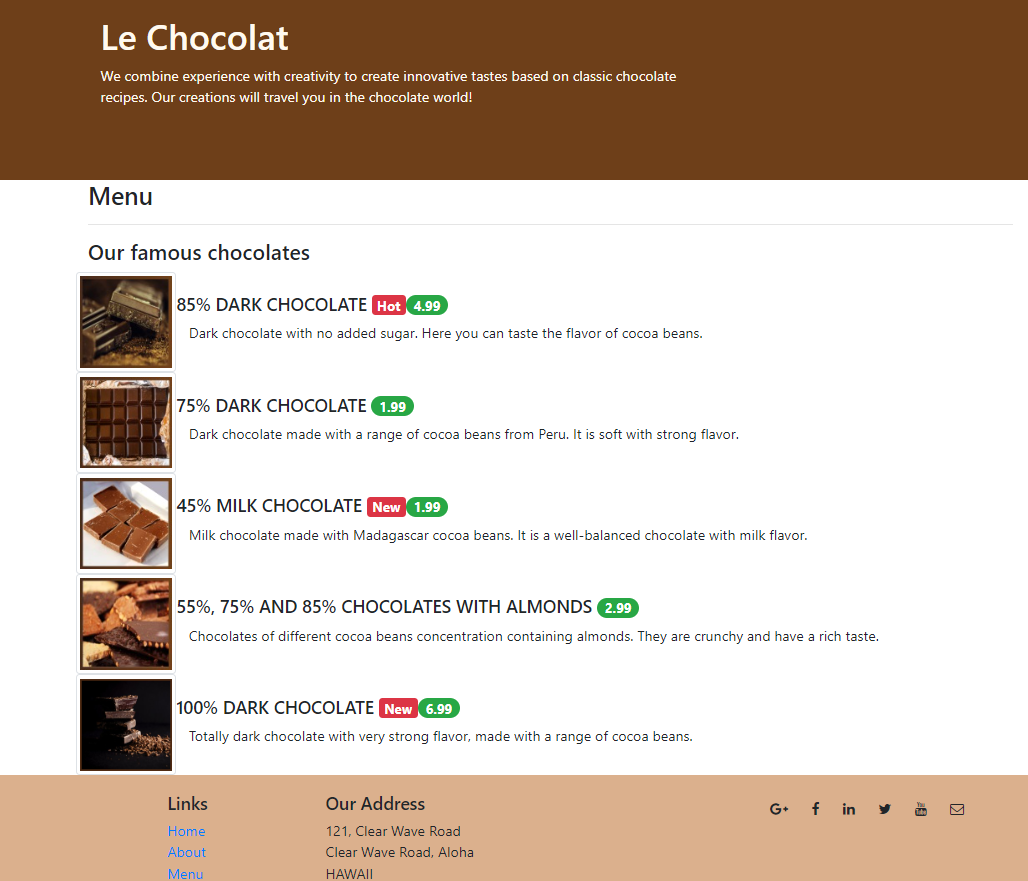 Le Chocolat
We combine experience with creativity to create innovative tastes based on classic chocolate
recipes. Our creations will travel you in the chocolate world!
Menu
Our famous chocolates
85% DARK CHOCOLATE Hot 4.99
Dark chocolate with no added sugar. Here you can taste the flavor of cocoa beans.
75% DARK CHOCOLATE 1.99
Dark chocolate made with a range of cocoa beans from Peru. It is soft with strong flavor.
45% MILK CHOCOLATE New 1.99
Milk chocolate made with Madagascar cocoa beans. It is a well-balanced chocolate with milk flavor.
55%, 75% AND 85% CHOCOLATES WITH ALMONDS 2.99
Chocolates of different cocoa beans concentration containing almonds. They are crunchy and have a rich taste.
100% DARK CHOCOLATE New 6.99
Totally dark chocolate with very strong flavor, made with a range of cocoa beans.
Links
Home
About
Menu
Our Address
121, Clear Wave Road
Clear Wave Road, Aloha
HAWAII